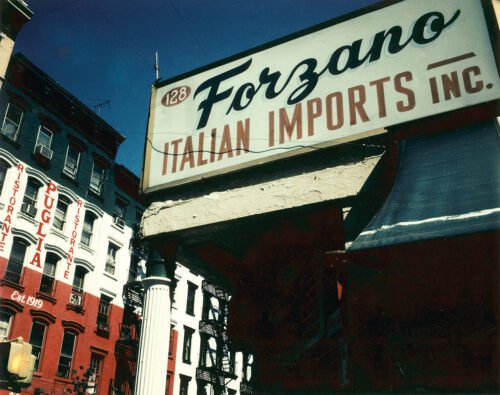 128
Forzano
ITALIAN IMPORTS INC.
RISTORANTE
PUGLIA
RISTORANTE
Est. 1919